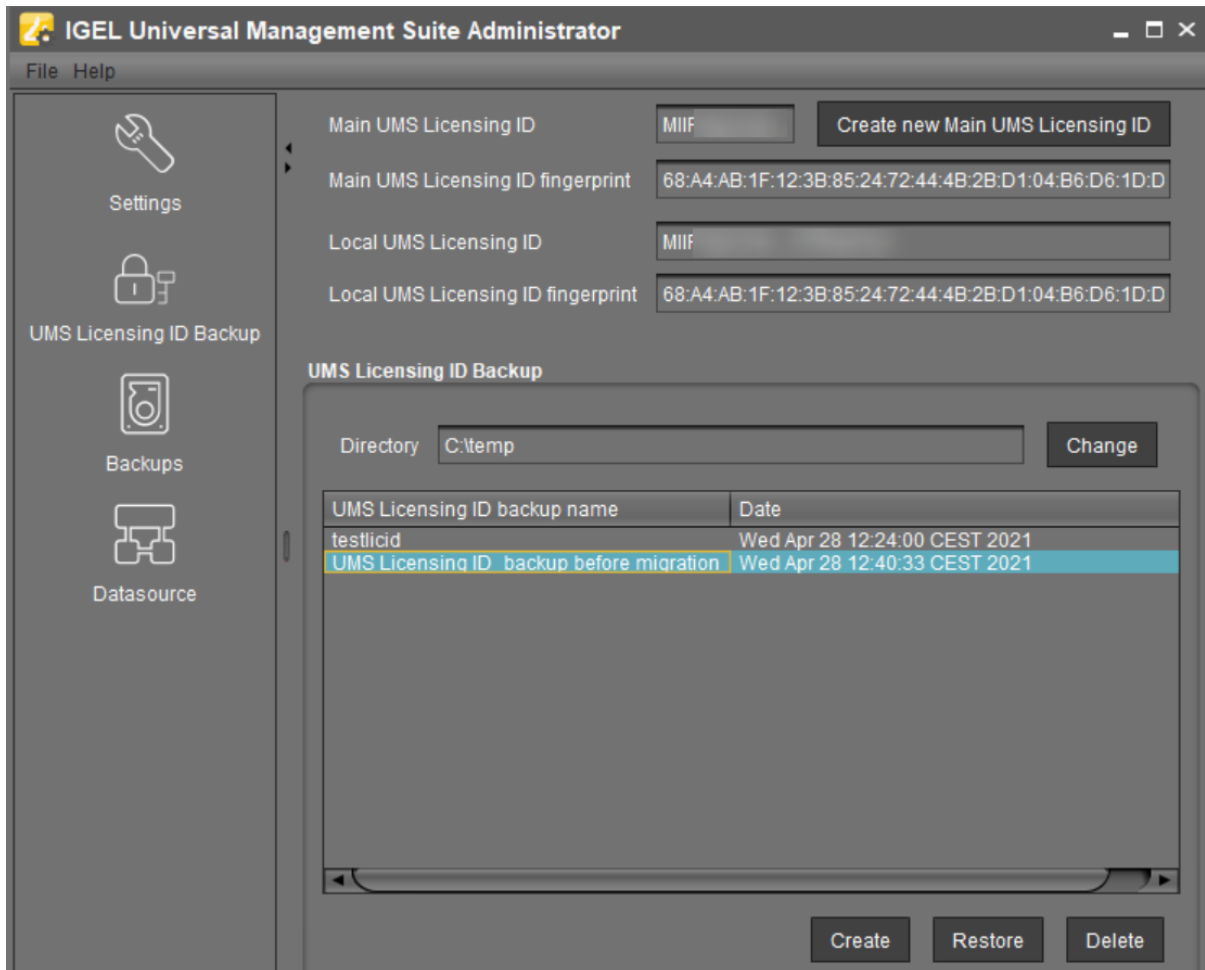 IGEL Universal Management Suite Administrator
File Help
Settings
UMS Licensing ID Backup
Backups
Datasource
Main UMS Licensing ID MIIF Create new Main UMS Licensing ID
Main UMS Licensing ID fingerprint 68:A4:AB:1F:12:3B:85:24:72:44:4B:2B:D1:04:B6:D6:1D:D
Local UMS Licensing ID MIIF
Local UMS Licensing ID fingerprint 68:A4:AB:1F:12:3B:85:24:72:44:4B:2B:D1:04:B6:D6:1D:D
UMS Licensing ID Backup
Directory C:\temp Change
UMS Licensing ID backup name Date
testlicid Wed Apr 28 12:24:00 CEST 2021
UMS Licensing ID_backup before migration Wed Apr 28 12:40:33 CEST 2021
Create Restore Delete